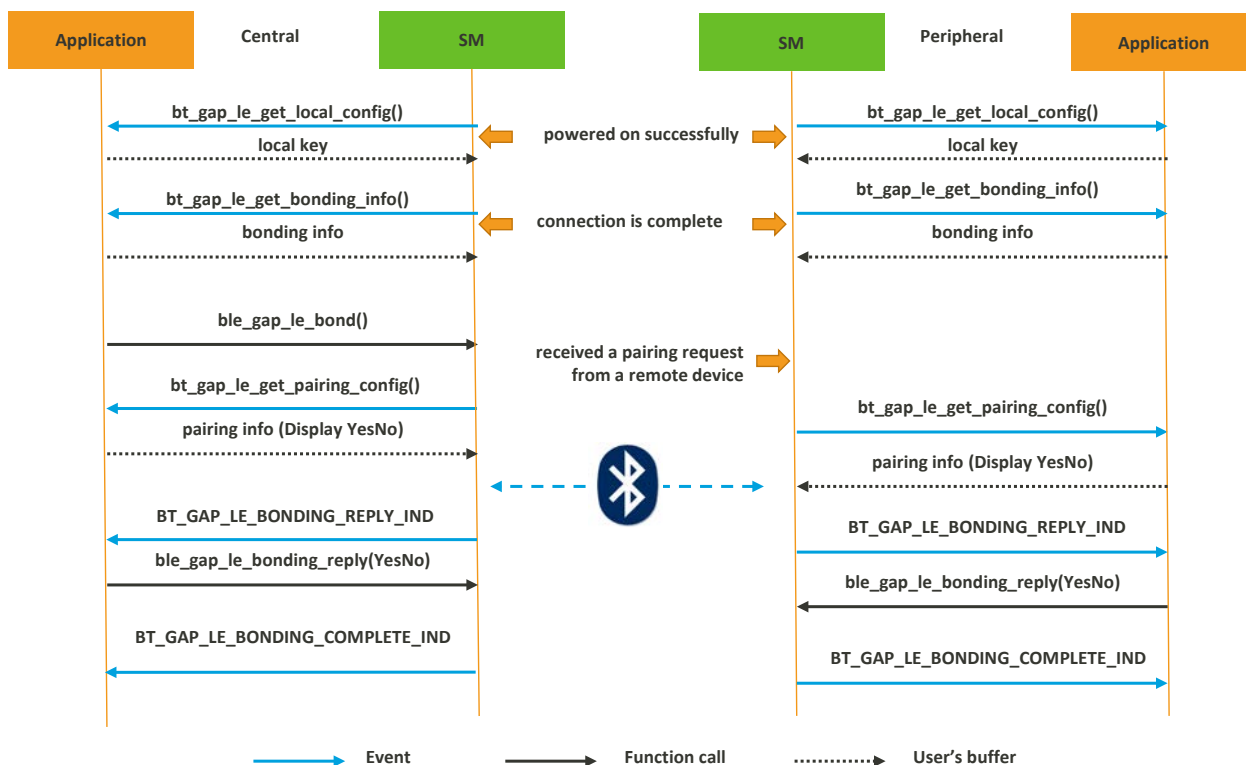 Application
Central
SM
SM
Peripheral
Application
bt_gap_le_get_local_config()
powered on successfully
bt_gap_le_get_local_config()
local key
local key
bt_gap_le_get_bonding_info()
connection is complete
bt_gap_le_get_bonding_info()
bonding info
bonding info
ble_gap_le_bond()
received a pairing request
from a remote device
bt_gap_le_get_pairing_config()
bt_gap_le_get_pairing_config()
pairing info (Display YesNo)
pairing info (Display YesNo)
BT_GAP_LE_BONDING_REPLY_IND
BT_GAP_LE_BONDING_REPLY_IND
ble_gap_le_bonding_reply(YesNo)
ble_gap_le_bonding_reply(YesNo)
BT_GAP_LE_BONDING_COMPLETE_IND
BT_GAP_LE_BONDING_COMPLETE_IND
Event
Function call
User's buffer